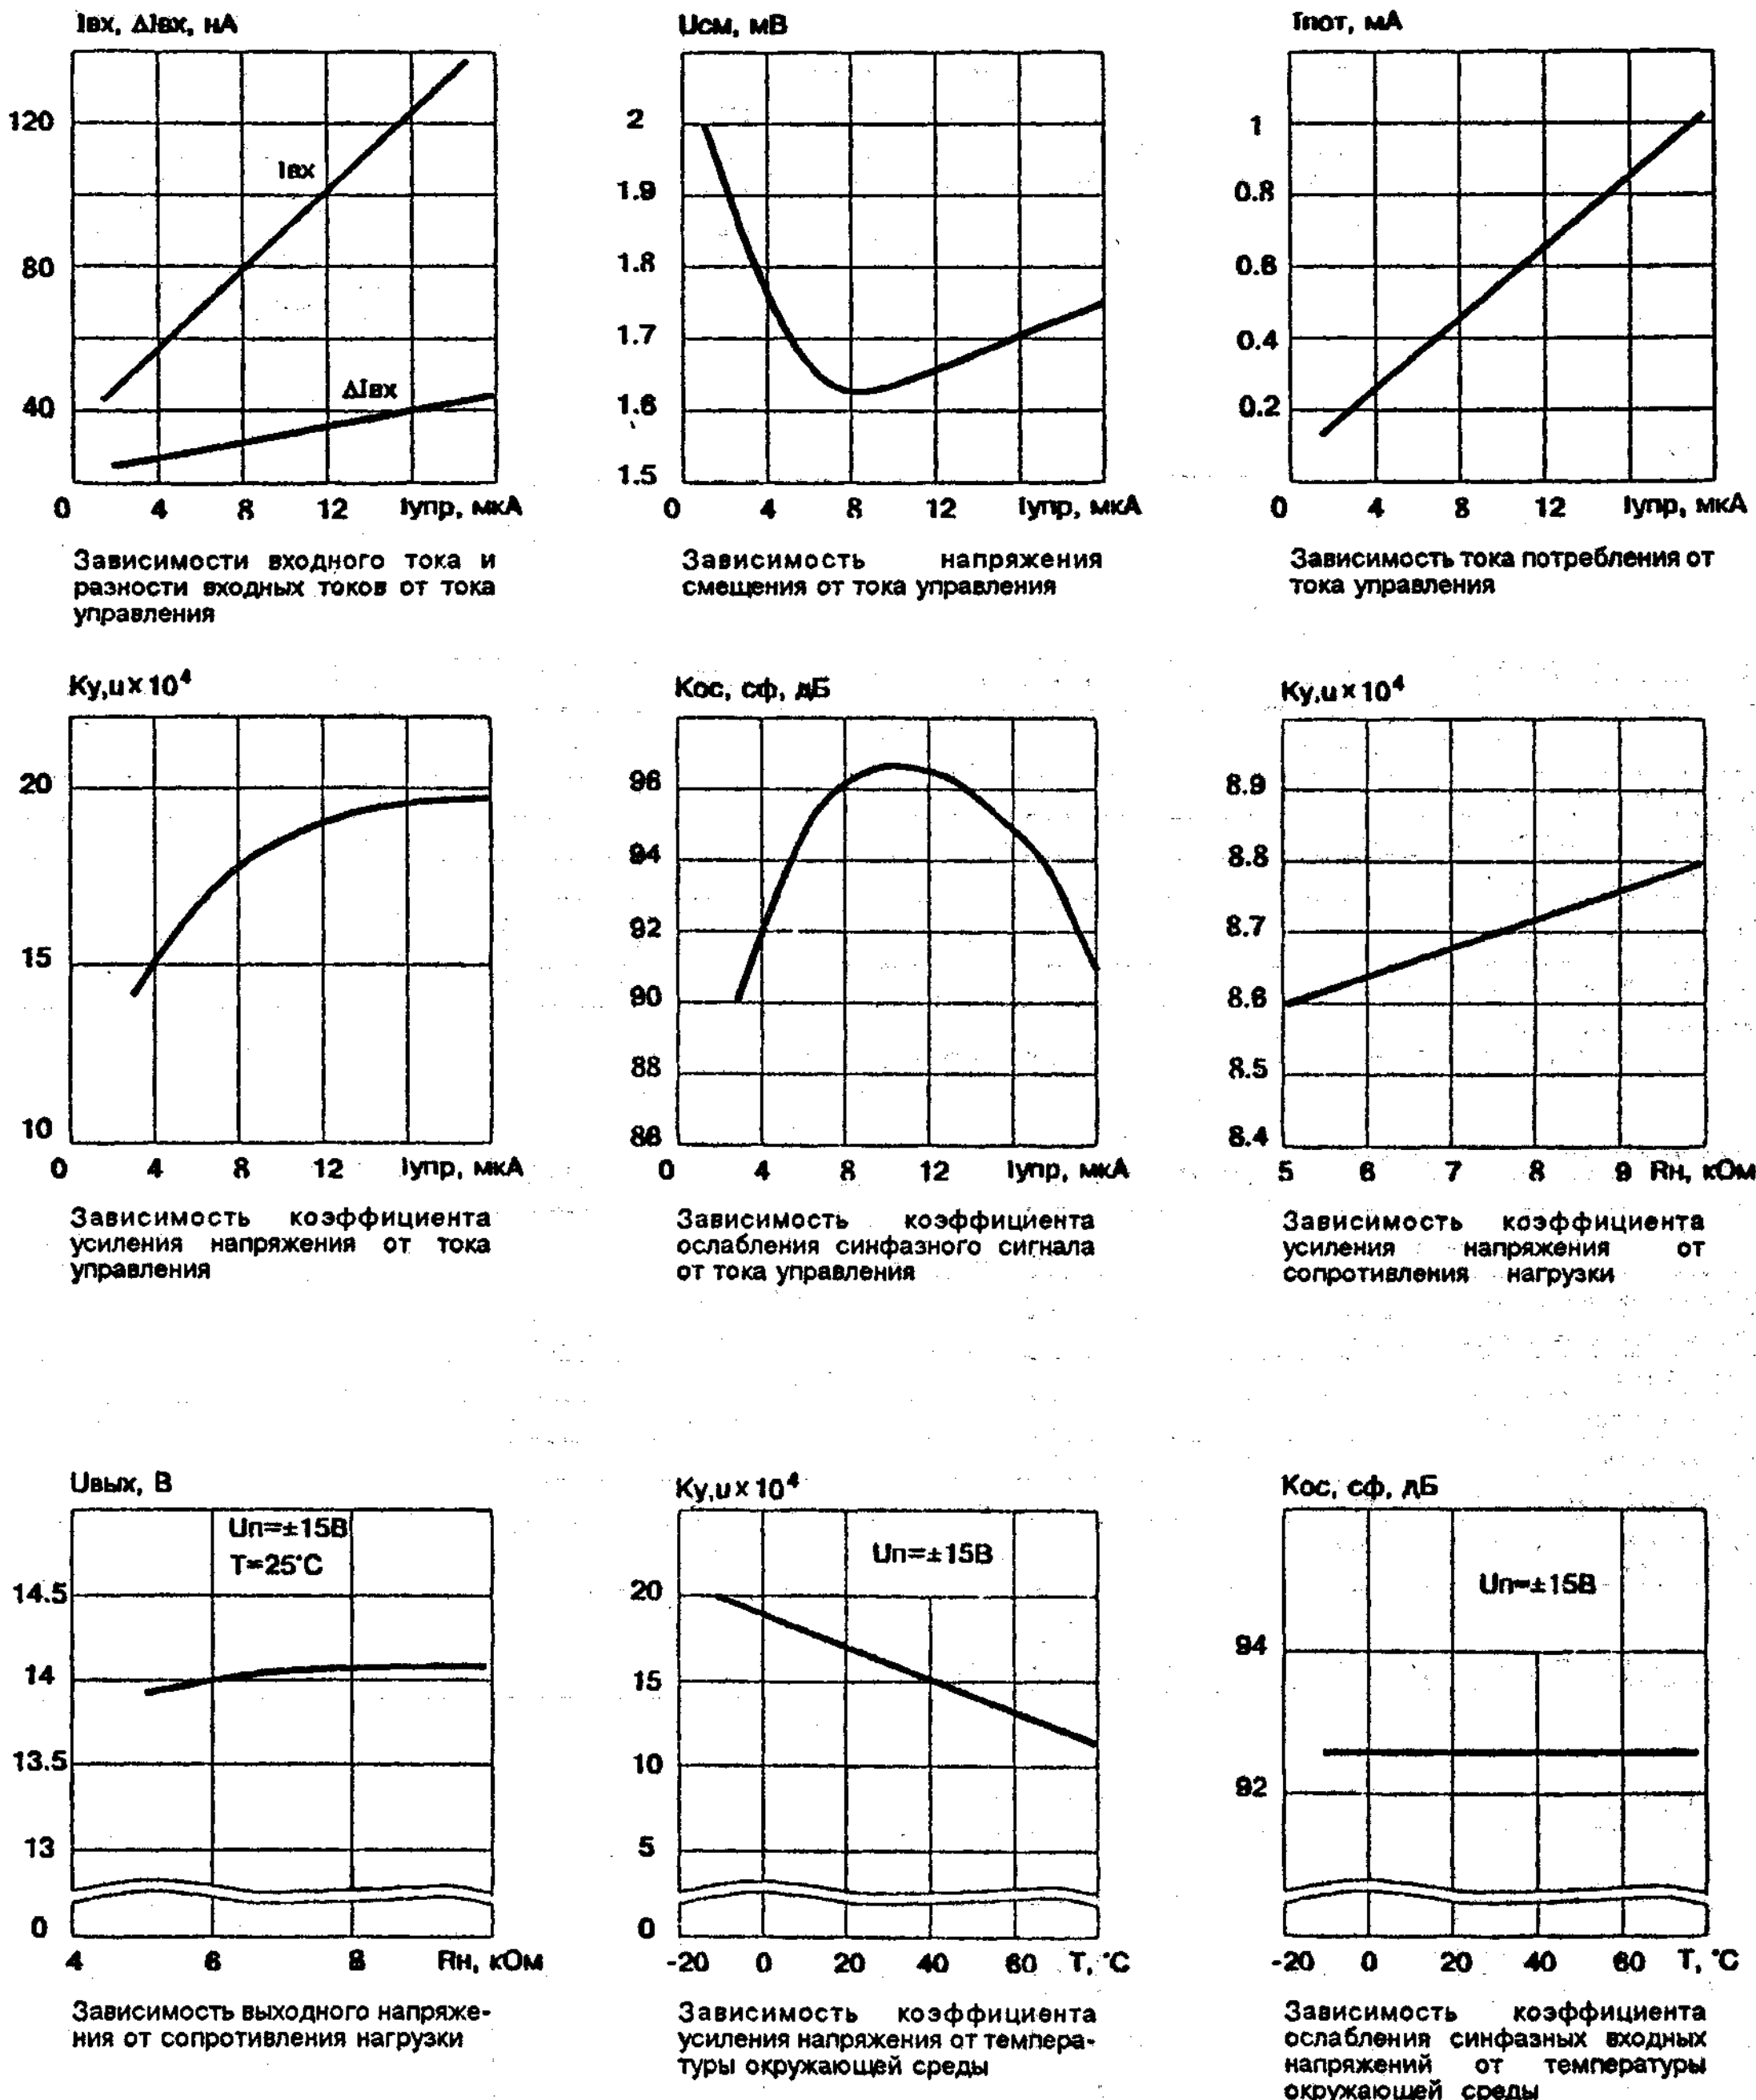 Iвх, ΔIвх, нА
120
80
40
0
4
8
12
Iупр, мкА
Iвх
ΔIвх
Зависимости входного тока и
разности входных токов от тока
управления
Uсм, мВ
2
1.9
1.8
1.7
1.6
1.5
0
4
8
12
Iупр, мкА
Зависимость напряжения
смещения от тока управления
Iпот, мА
1
0.8
0.6
0.4
0.2
0
4
8
12
Iупр, мкА
Зависимость тока потребления от
тока управления
Ку,u×10⁴
20
15
10
0
4
8
12
Iупр, мкА
Зависимость коэффициента
усиления напряжения от тока
управления
Кос, сф, дБ
96
94
92
90
88
86
0
4
8
12
Iупр, мкА
Зависимость коэффициента
ослабления синфазного сигнала
от тока управления
Ку,u×10⁴
8.9
8.8
8.7
8.6
8.5
8.4
5
6
7
8
9
Rн, кОм
Зависимость коэффициента
усиления напряжения от
сопротивления нагрузки
Uвых, В
Uп=±15В
T=25°C
14.5
14
13.5
13
0
4
6
8
Rн, кОм
Зависимость выходного напряже-
ния от сопротивления нагрузки
Ку,u×10⁴
Uп=±15В
20
15
10
5
0
-20
0
20
40
60
T, °C
Зависимость коэффициента
усиления напряжения от темпера-
туры окружающей среды
Кос, сф, дБ
Uп=±15В
94
92
-20
0
20
40
60
T, °C
Зависимость коэффициента
ослабления синфазных входных
напряжений от температуры
окружающей среды